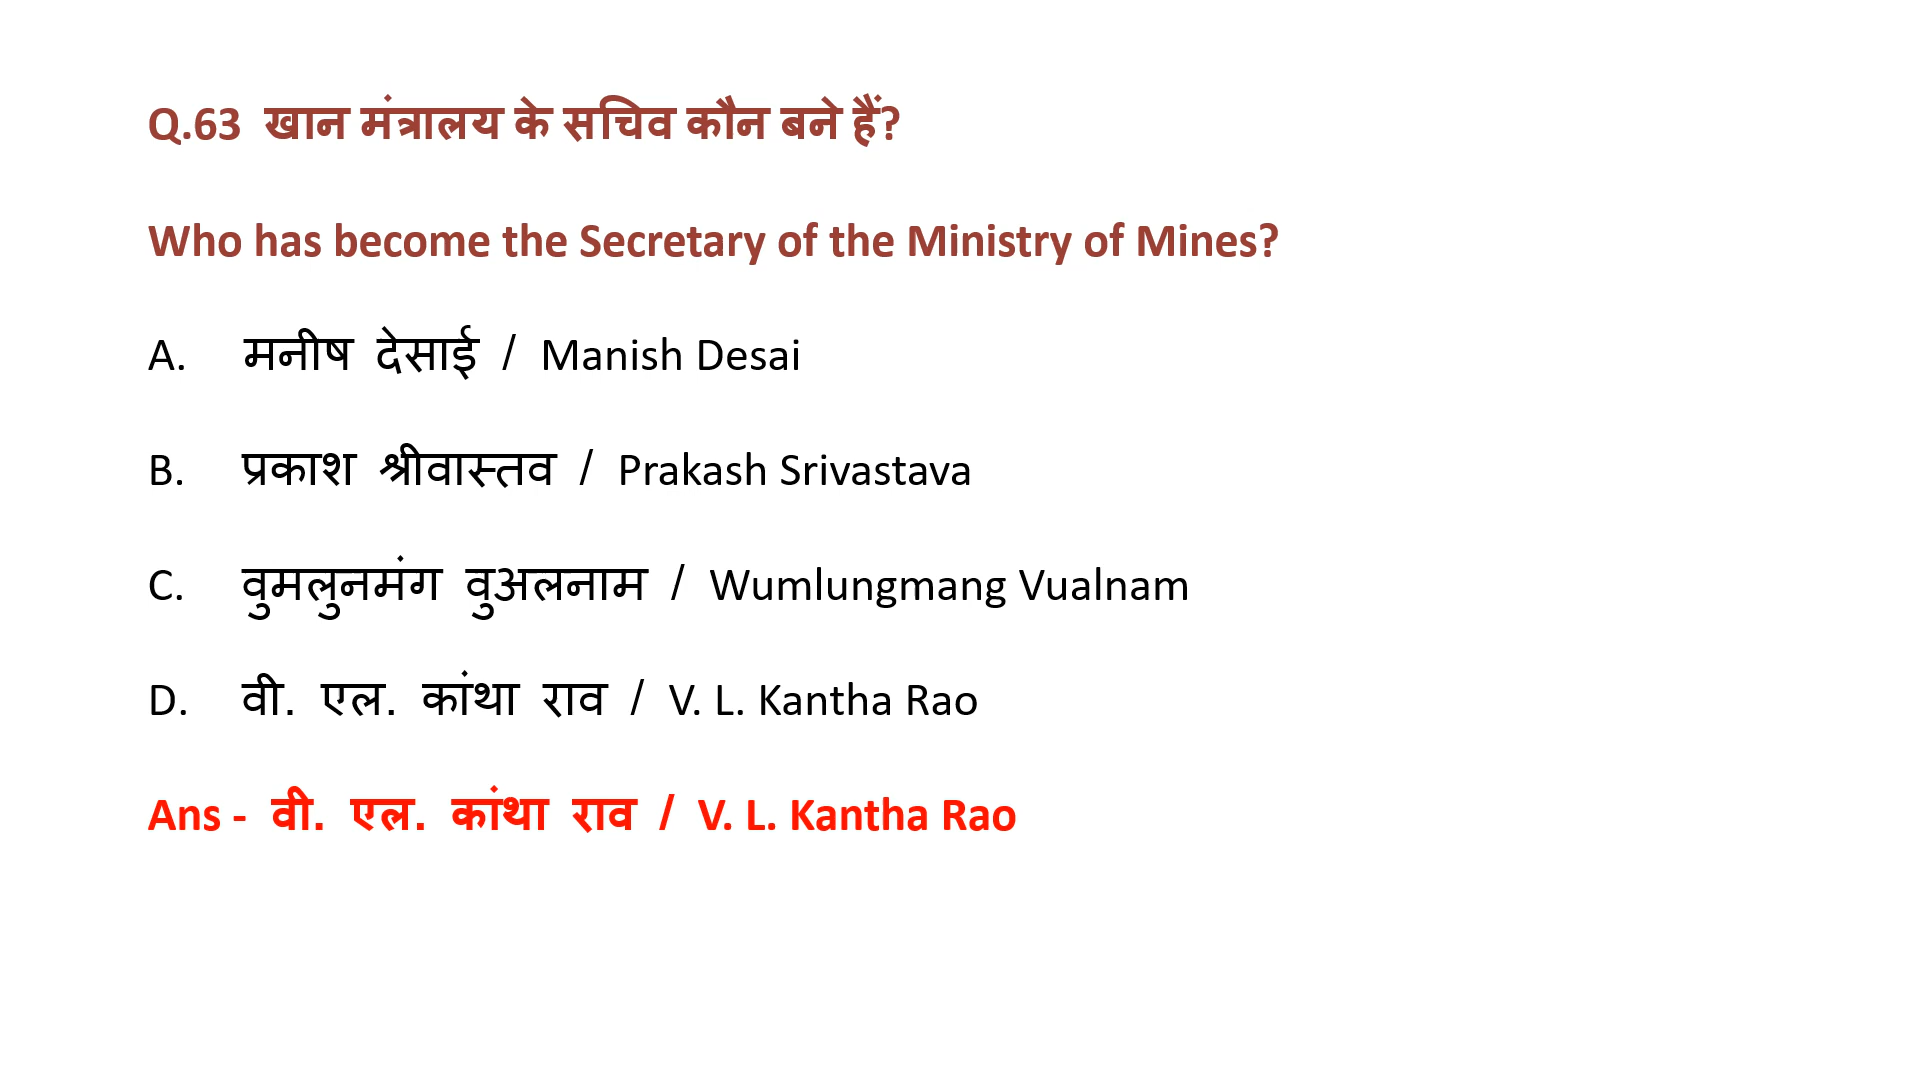 Q.63 खान मंत्रालय के सचिव कौन बने हैं?
Who has become the Secretary of the Ministry of Mines?
A. मनीष देसाई / Manish Desai
B. प्रकाश श्रीवास्तव / Prakash Srivastava
C. वुमलुनमंग वुअलनाम / Wumlungmang Vualnam
D. वी. एल. कांथा राव / V. L. Kantha Rao
Ans - वी. एल. कांथा राव / V. L. Kantha Rao